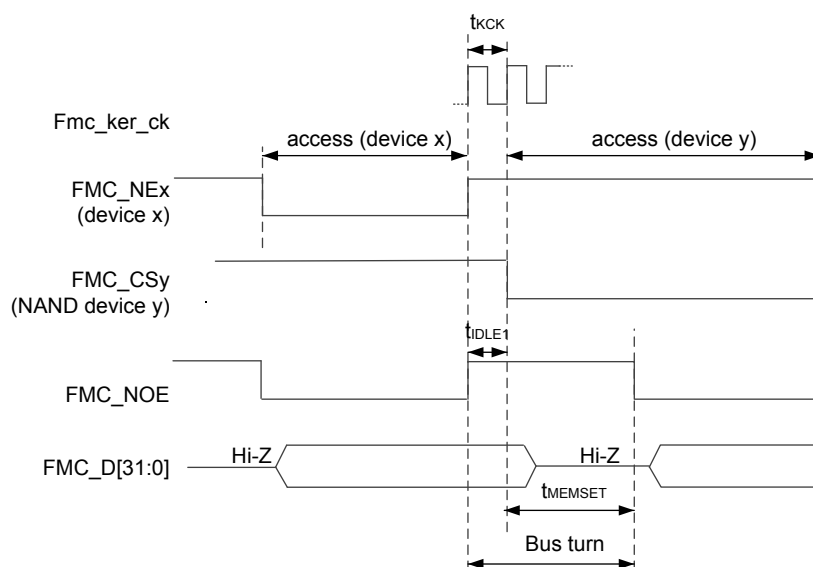 tKCK
Fmc_ker_ck
access (device x)
access (device y)
FMC_NEx
(device x)
FMC_CSy
(NAND device y)
tIDLE1
FMC_NOE
FMC_D[31:0]
Hi-Z
Hi-Z
tMEMSET
Bus turn